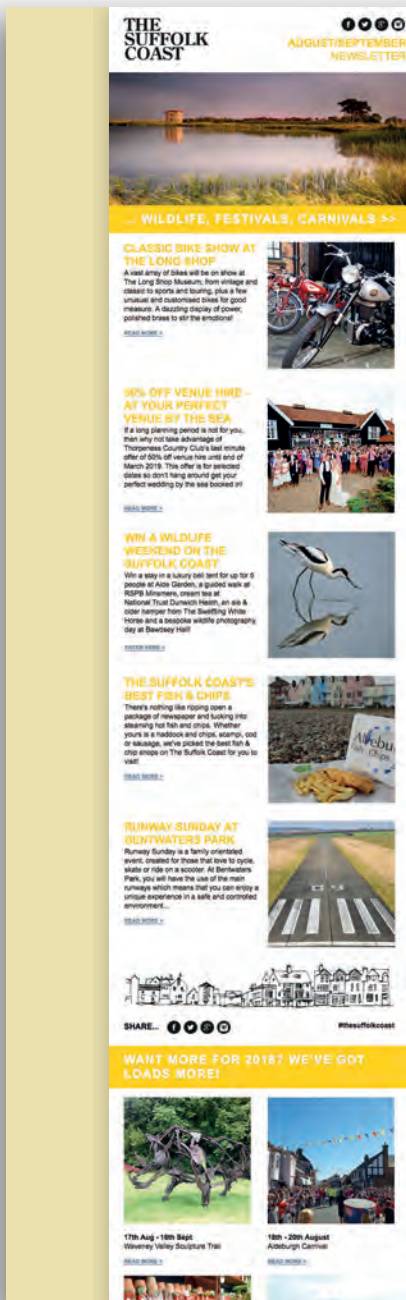 THE
SUFFOLK
COAST
AUGUST/SEPTEMBER
NEWSLETTER
... WILDLIFE, FESTIVALS, CARNIVALS >>
CLASSIC BIKE SHOW AT
THE LONG SHOP
A vast array of bikes will be on show at
The Long Shop Museum, from vintage and
classic to sports and touring, plus a few
unusual and customised bikes for good
measure. A dazzling display of power,
polished brass to stir the emotions!
READ MORE >
50% OFF VENUE HIRE –
AT YOUR PERFECT
VENUE BY THE SEA
If a long planning period is not for you,
then why not take advantage of
Thorpeness Country Club's last minute
offer of 50% off venue hire until end of
March 2019. This offer is for selected
dates so don't hang around get your
perfect wedding by the sea booked in!
READ MORE >
WIN A WILDLIFE
WEEKEND ON THE
SUFFOLK COAST
Win a stay in a luxury bell tent for up for 6
people at Alde Garden, a guided walk at
RSPB Minsmere, cream tea at
National Trust Dunwich Heath, an ale &
cider hamper from The Sweffling White
Horse and a bespoke wildlife photography
day at Bawdsey Hall!
ENTER HERE >
THE SUFFOLK COAST'S
BEST FISH & CHIPS
There's nothing like ripping open a
package of newspaper and tucking into
steaming hot fish and chips. Whether
yours is a haddock and chips, scampi, cod
or sausage, we've picked the best fish &
chip shops on The Suffolk Coast for you to
visit!
READ MORE >
Aldebu
Fish Chips
RUNWAY SUNDAY AT
BENTWATERS PARK
Runway Sunday is a family orientated
event, created for those that love to cycle,
skate or ride on a scooter. At Bentwaters
Park, you will have the use of the main
runways which means that you can enjoy a
unique experience in a safe and controlled
environment...
READ MORE >
SHARE...
#thesuffolkcoast
WANT MORE FOR 2018? WE'VE GOT
LOADS MORE!
17th Aug - 16th Sept
Waveney Valley Sculpture Trail
READ MORE >
18th - 20th August
Aldeburgh Carnival
READ MORE >